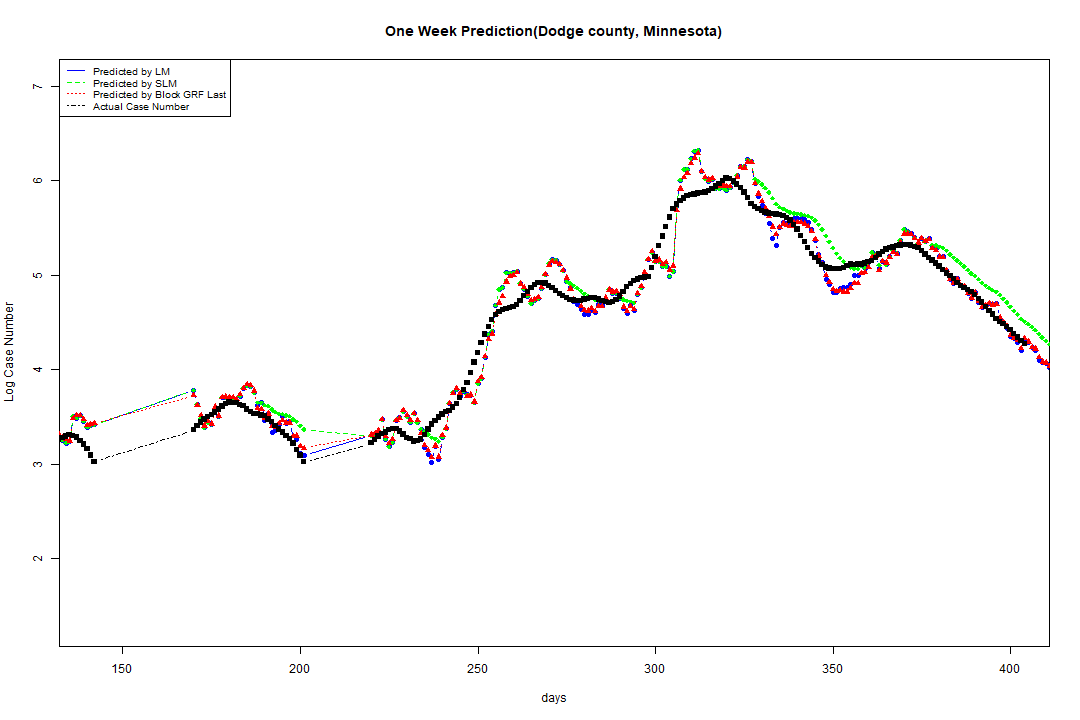 One Week Prediction(Dodge county, Minnesota)
Predicted by LM
Predicted by SLM
Predicted by Block GRF Last
Actual Case Number
7
6
5
4
3
2
Log Case Number
150 200 250 300 350 400
days